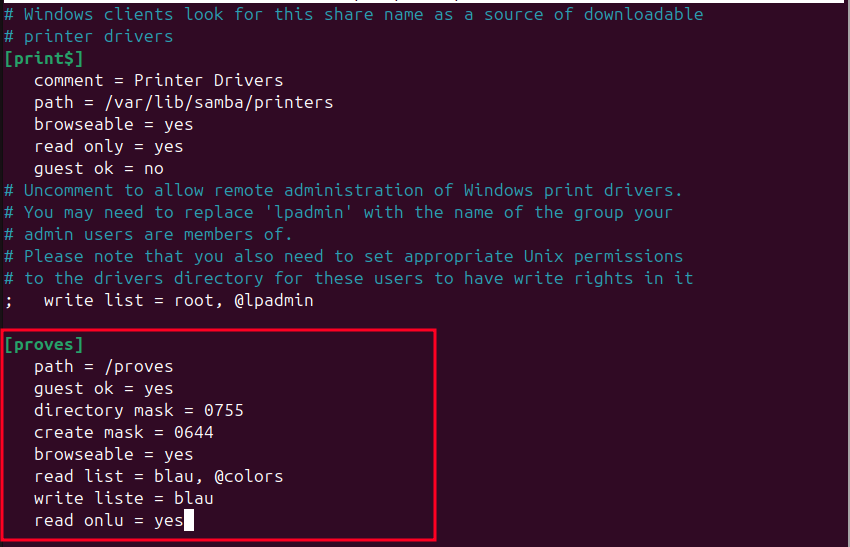 # Windows clients look for this share name as a source of downloadable
# printer drivers
[print$]
comment = Printer Drivers
path = /var/lib/samba/printers
browseable = yes
read only = yes
guest ok = no
# Uncomment to allow remote administration of Windows print drivers.
# You may need to replace 'lpadmin' with the name of the group your
# admin users are members of.
# Please note that you also need to set appropriate Unix permissions
# to the drivers directory for these users to have write rights in it
;   write list = root, @lpadmin
[proves]
path = /proves
guest ok = yes
directory mask = 0755
create mask = 0644
browseable = yes
read list = blau, @colors
write liste = blau
read onlu = yes